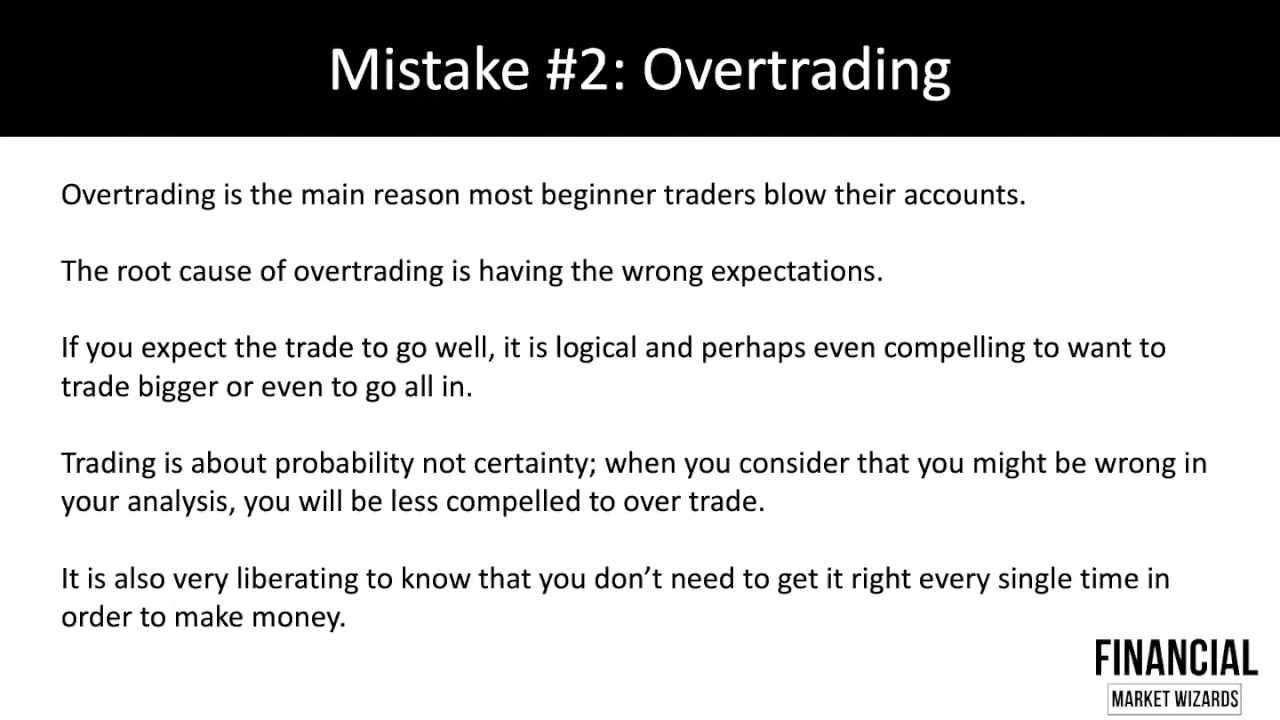 Mistake #2: Overtrading
Overtrading is the main reason most beginner traders blow their accounts.
The root cause of overtrading is having the wrong expectations.
If you expect the trade to go well, it is logical and perhaps even compelling to want to
trade bigger or even to go all in.
Trading is about probability not certainty; when you consider that you might be wrong in
your analysis, you will be less compelled to over trade.
It is also very liberating to know that you don’t need to get it right every single time in
order to make money.
FINANCIAL
MARKET WIZARDS